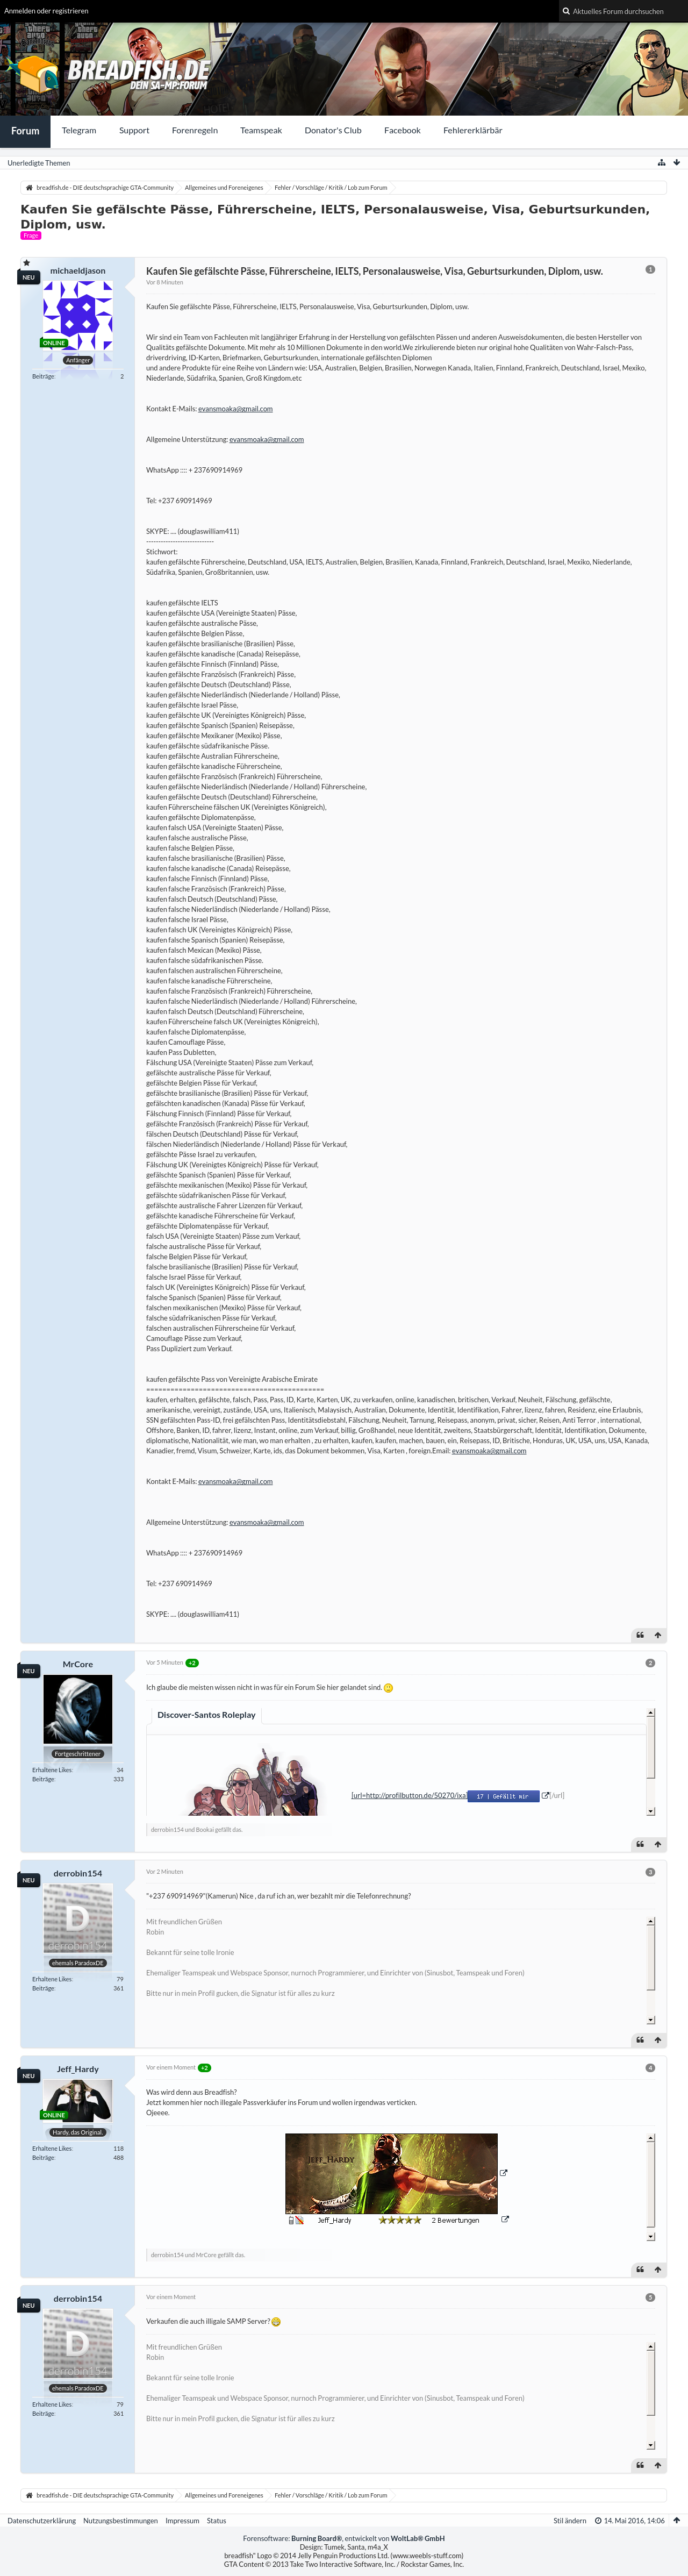 Anmelden oder registrieren
Aktuelles Forum durchsuchen
BREADFISH.DE
DEIN SA-MP:FORUM
Forum
Telegram
Support
Forenregeln
Teamspeak
Donator's Club
Facebook
Fehlererklärbär
Unerledigte Themen
breadfish.de - DIE deutschsprachige GTA-Community
Allgemeines und Foreneigenes
Fehler / Vorschläge / Kritik / Lob zum Forum
Kaufen Sie gefälschte Pässe, Führerscheine, IELTS, Personalausweise, Visa, Geburtsurkunden, Diplom, usw.
Frage
NEU
michaeldjason
ONLINE
Anfänger
Beiträge: 2
Kaufen Sie gefälschte Pässe, Führerscheine, IELTS, Personalausweise, Visa, Geburtsurkunden, Diplom, usw.
1
Vor 8 Minuten
Kaufen Sie gefälschte Pässe, Führerscheine, IELTS, Personalausweise, Visa, Geburtsurkunden, Diplom, usw.
Wir sind ein Team von Fachleuten mit langjähriger Erfahrung in der Herstellung von gefälschten Pässen und anderen Ausweisdokumenten, die besten Hersteller von
Qualitäts gefälschte Dokumente. Mit mehr als 10 Millionen Dokumente in den world.We zirkulierende bieten nur original hohe Qualitäten von Wahr-Falsch-Pass,
driverdriving, ID-Karten, Briefmarken, Geburtsurkunden, internationale gefälschten Diplomen
und andere Produkte für eine Reihe von Ländern wie: USA, Australien, Belgien, Brasilien, Norwegen Kanada, Italien, Finnland, Frankreich, Deutschland, Israel, Mexiko,
Niederlande, Südafrika, Spanien, Groß Kingdom.etc
Kontakt E-Mails: evansmoaka@gmail.com
Allgemeine Unterstützung: evansmoaka@gmail.com
WhatsApp :::: + 237690914969
Tel: +237 690914969
SKYPE: .... (douglaswilliam411)
----------------------------
Stichwort:
kaufen gefälschte Führerscheine, Deutschland, USA, IELTS, Australien, Belgien, Brasilien, Kanada, Finnland, Frankreich, Deutschland, Israel, Mexiko, Niederlande,
Südafrika, Spanien, Großbritannien, usw.
kaufen gefälschte IELTS
kaufen gefälschte USA (Vereinigte Staaten) Pässe,
kaufen gefälschte australische Pässe,
kaufen gefälschte Belgien Pässe,
kaufen gefälschte brasilianische (Brasilien) Pässe,
kaufen gefälschte kanadische (Canada) Reisepässe,
kaufen gefälschte Finnisch (Finnland) Pässe,
kaufen gefälschte Französisch (Frankreich) Pässe,
kaufen gefälschte Deutsch (Deutschland) Pässe,
kaufen gefälschte Niederländisch (Niederlande / Holland) Pässe,
kaufen gefälschte Israel Pässe,
kaufen gefälschte UK (Vereinigtes Königreich) Pässe,
kaufen gefälschte Spanisch (Spanien) Reisepässe,
kaufen gefälschte Mexikaner (Mexiko) Pässe,
kaufen gefälschte südafrikanische Pässe.
kaufen gefälschte Australian Führerscheine,
kaufen gefälschte kanadische Führerscheine,
kaufen gefälschte Französisch (Frankreich) Führerscheine,
kaufen gefälschte Niederländisch (Niederlande / Holland) Führerscheine,
kaufen gefälschte Deutsch (Deutschland) Führerscheine,
kaufen Führerscheine fälschen UK (Vereinigtes Königreich),
kaufen gefälschte Diplomatenpässe,
kaufen falsch USA (Vereinigte Staaten) Pässe,
kaufen falsche australische Pässe,
kaufen falsche Belgien Pässe,
kaufen falsche brasilianische (Brasilien) Pässe,
kaufen falsche kanadische (Canada) Reisepässe,
kaufen falsche Finnisch (Finnland) Pässe,
kaufen falsche Französisch (Frankreich) Pässe,
kaufen falsch Deutsch (Deutschland) Pässe,
kaufen falsche Niederländisch (Niederlande / Holland) Pässe,
kaufen falsche Israel Pässe,
kaufen falsch UK (Vereinigtes Königreich) Pässe,
kaufen falsche Spanisch (Spanien) Reisepässe,
kaufen falsch Mexican (Mexiko) Pässe,
kaufen falsche südafrikanischen Pässe.
kaufen falschen australischen Führerscheine,
kaufen falsche kanadische Führerscheine,
kaufen falsche Französisch (Frankreich) Führerscheine,
kaufen falsche Niederländisch (Niederlande / Holland) Führerscheine,
kaufen falsch Deutsch (Deutschland) Führerscheine,
kaufen Führerscheine falsch UK (Vereinigtes Königreich),
kaufen falsche Diplomatenpässe,
kaufen Camouflage Pässe,
kaufen Pass Dubletten,
Fälschung USA (Vereinigte Staaten) Pässe zum Verkauf,
gefälschte australische Pässe für Verkauf,
gefälschte Belgien Pässe für Verkauf,
gefälschte brasilianische (Brasilien) Pässe für Verkauf,
gefälschten kanadischen (Kanada) Pässe für Verkauf,
Fälschung Finnisch (Finnland) Pässe für Verkauf,
gefälschte Französisch (Frankreich) Pässe für Verkauf,
fälschen Deutsch (Deutschland) Pässe für Verkauf,
fälschen Niederländisch (Niederlande / Holland) Pässe für Verkauf,
gefälschte Pässe Israel zu verkaufen,
Fälschung UK (Vereinigtes Königreich) Pässe für Verkauf,
gefälschte Spanisch (Spanien) Pässe für Verkauf,
gefälschte mexikanischen (Mexiko) Pässe für Verkauf,
gefälschte südafrikanischen Pässe für Verkauf,
gefälschte australische Fahrer Lizenzen für Verkauf,
gefälschte kanadische Führerscheine für Verkauf,
gefälschte Diplomatenpässe für Verkauf,
falsch USA (Vereinigte Staaten) Pässe zum Verkauf,
falsche australische Pässe für Verkauf,
falsche Belgien Pässe für Verkauf,
falsche brasilianische (Brasilien) Pässe für Verkauf,
falsche Israel Pässe für Verkauf,
falsch UK (Vereinigtes Königreich) Pässe für Verkauf,
falsche Spanisch (Spanien) Pässe für Verkauf,
falschen mexikanischen (Mexiko) Pässe für Verkauf,
falsche südafrikanischen Pässe für Verkauf,
falschen australischen Führerscheine für Verkauf,
Camouflage Pässe zum Verkauf,
Pass Dupliziert zum Verkauf.
kaufen gefälschte Pass von Vereinigte Arabische Emirate
============================================
kaufen, erhalten, gefälschte, falsch, Pass, Pass, ID, Karte, Karten, UK, zu verkaufen, online, kanadischen, britischen, Verkauf, Neuheit, Fälschung, gefälschte,
amerikanische, vereinigt, zustände, USA, uns, Italienisch, Malaysisch, Australian, Dokumente, Identität, Identifikation, Fahrer, lizenz, fahren, Residenz, eine Erlaubnis,
SSN gefälschten Pass-ID, frei gefälschten Pass, Identitätsdiebstahl, Fälschung, Neuheit, Tarnung, Reisepass, anonym, privat, sicher, Reisen, Anti Terror , international,
Offshore, Banken, ID, fahrer, lizenz, Instant, online, zum Verkauf, billig, Großhandel, neue Identität, zweitens, Staatsbürgerschaft, Identität, Identifikation, Dokumente,
diplomatische, Nationalität, wie man, wo man erhalten , zu erhalten, kaufen, kaufen, machen, bauen, ein, Reisepass, ID, Britische, Honduras, UK, USA, uns, USA, Kanada,
Kanadier, fremd, Visum, Schweizer, Karte, ids, das Dokument bekommen, Visa, Karten , foreign.Email: evansmoaka@gmail.com
Kontakt E-Mails: evansmoaka@gmail.com
Allgemeine Unterstützung: evansmoaka@gmail.com
WhatsApp :::: + 237690914969
Tel: +237 690914969
SKYPE: .... (douglaswilliam411)
NEU
MrCore
Fortgeschrittener
Erhaltene Likes: 34
Beiträge: 333
Vor 5 Minuten +2
2
Ich glaube die meisten wissen nicht in was für ein Forum Sie hier gelandet sind.
Discover-Santos Roleplay
[url=http://profilbutton.de/50270/ixa]
17 | Gefällt mir
[/url]
derrobin154 und Bookai gefällt das.
NEU
derrobin154
D
derrobin154
ehemals ParadoxDE
Erhaltene Likes: 79
Beiträge: 361
Vor 2 Minuten
3
"+237 690914969"(Kamerun) Nice , da ruf ich an, wer bezahlt mir die Telefonrechnung?
Mit freundlichen Grüßen
Robin
Bekannt für seine tolle Ironie
Ehemaliger Teamspeak und Webspace Sponsor, nurnoch Programmierer, und Einrichter von (Sinusbot, Teamspeak und Foren)
Bitte nur in mein Profil gucken, die Signatur ist für alles zu kurz
NEU
Jeff_Hardy
ONLINE
Hardy. das Original.
Erhaltene Likes: 118
Beiträge: 488
Vor einem Moment +2
4
Was wird denn aus Breadfish?
Jetzt kommen hier noch illegale Passverkäufer ins Forum und wollen irgendwas verticken.
Ojeeee.
JEFF_HARDY
Jeff_Hardy
2 Bewertungen
derrobin154 und MrCore gefällt das.
NEU
derrobin154
D
derrobin154
ehemals ParadoxDE
Erhaltene Likes: 79
Beiträge: 361
Vor einem Moment
5
Verkaufen die auch illigale SAMP Server?
Mit freundlichen Grüßen
Robin
Bekannt für seine tolle Ironie
Ehemaliger Teamspeak und Webspace Sponsor, nurnoch Programmierer, und Einrichter von (Sinusbot, Teamspeak und Foren)
Bitte nur in mein Profil gucken, die Signatur ist für alles zu kurz
breadfish.de - DIE deutschsprachige GTA-Community
Allgemeines und Foreneigenes
Fehler / Vorschläge / Kritik / Lob zum Forum
Datenschutzerklärung
Nutzungsbestimmungen
Impressum
Status
Stil ändern
14. Mai 2016, 14:06
Forensoftware: Burning Board®, entwickelt von WoltLab® GmbH
Design: Tumek, Santa, m4a_X
breadfish" Logo © 2014 Jelly Penguin Productions Ltd. (www.weebls-stuff.com)
GTA Content © 2013 Take Two Interactive Software, Inc. / Rockstar Games, Inc.